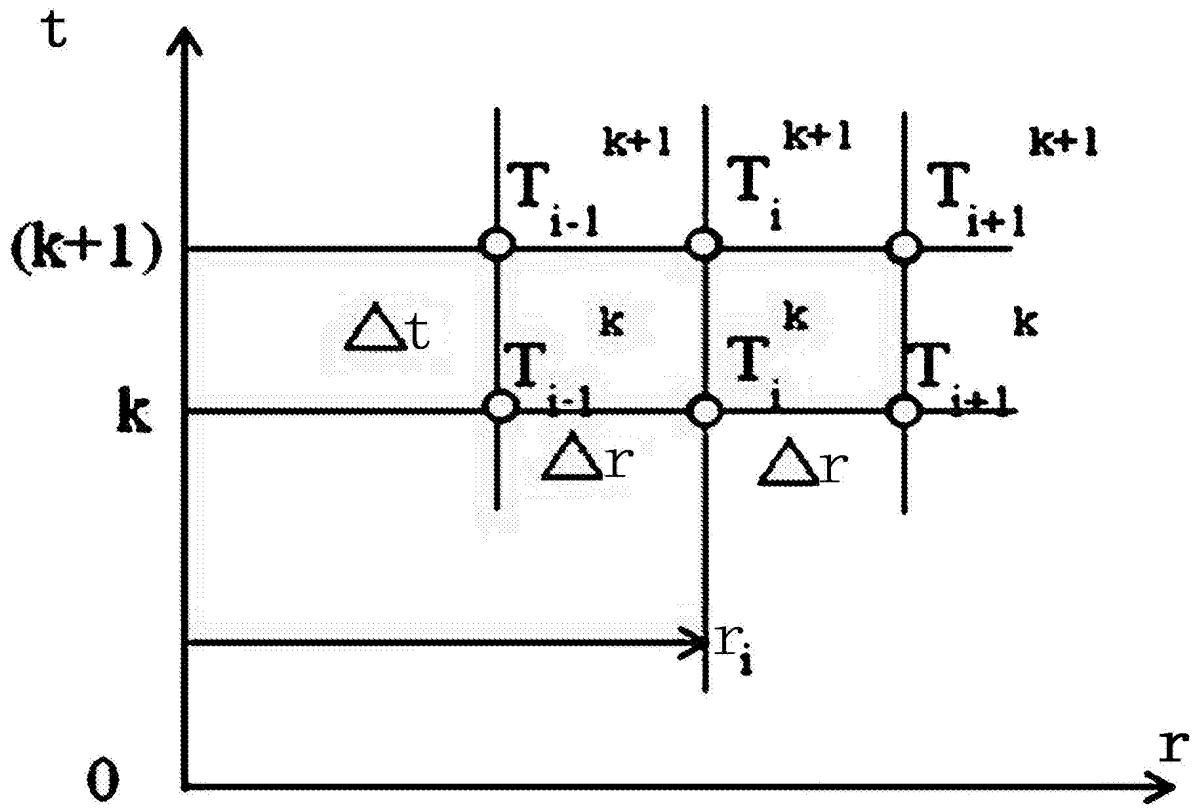 t
k+1 k+1 k+1
T i-1 T i T i+1
(k+1)
Δt k k k
T i-1 T i T i+1
k
Δr Δr
r i
r
0